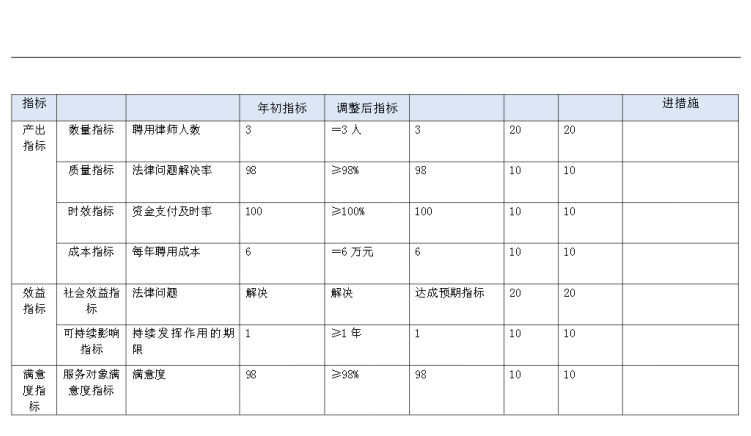 指标 年初指标 调整后指标 进措施
产出指标 数量指标 聘用律师人数 3 ＝3 人 3 20 20
质量指标 法律问题解决率 98 ≥98% 98 10 10
时效指标 资金支付及时率 100 ≥100% 100 10 10
成本指标 每年聘用成本 6 ＝6 万元 6 10 10
效益指标 社会效益指标 法律问题 解决 解决 达成预期指标 20 20
可持续影响指标 持续发挥作用的期限 1 ≥1 年 1 10 10
满意度指标 服务对象满意度指标 满意度 98 ≥98% 98 10 10